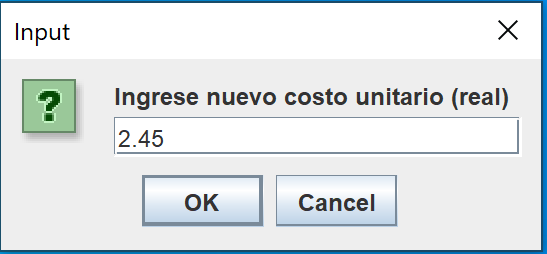 Input
Ingrese nuevo costo unitario (real)
2.45
OK
Cancel